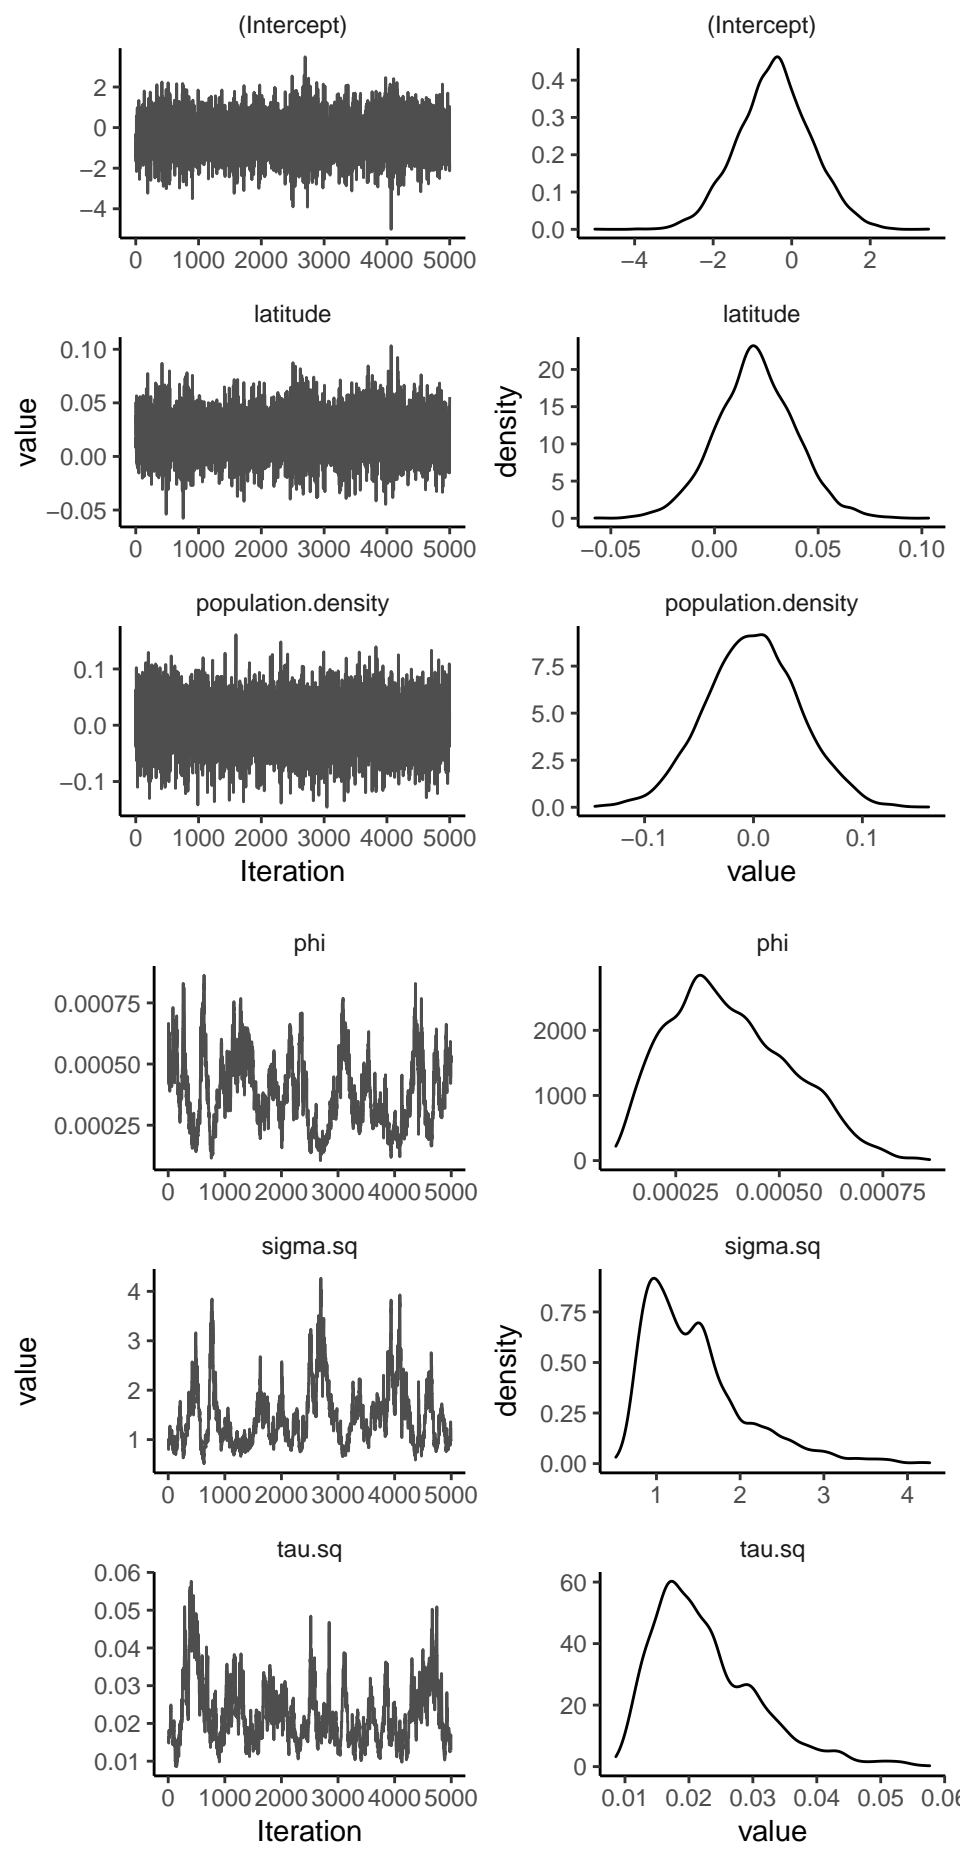 (Intercept) (Intercept)
2
0
−2
−4
0.4
0.3
0.2
0.1
0.0
0 1000 2000 3000 4000 5000
−4 −2 0 2
latitude latitude
0.10
0.05
0.00
−0.05
20
15
10
5
0
0 1000 2000 3000 4000 5000
−0.05 0.00 0.05 0.10
value
density
population.density population.density
0.1
0.0
−0.1
7.5
5.0
2.5
0.0
0 1000 2000 3000 4000 5000
−0.1 0.0 0.1
Iteration value
phi phi
0.00075
0.00050
0.00025
2000
1000
0
0 1000 2000 3000 4000 5000
0.00025 0.00050 0.00075
sigma.sq sigma.sq
4
3
2
1
0.75
0.50
0.25
0.00
0 1000 2000 3000 4000 5000
1 2 3 4
value
density
tau.sq tau.sq
0.06
0.05
0.04
0.03
0.02
0.01
60
40
20
0
0 1000 2000 3000 4000 5000
0.01 0.02 0.03 0.04 0.05 0.06
Iteration value